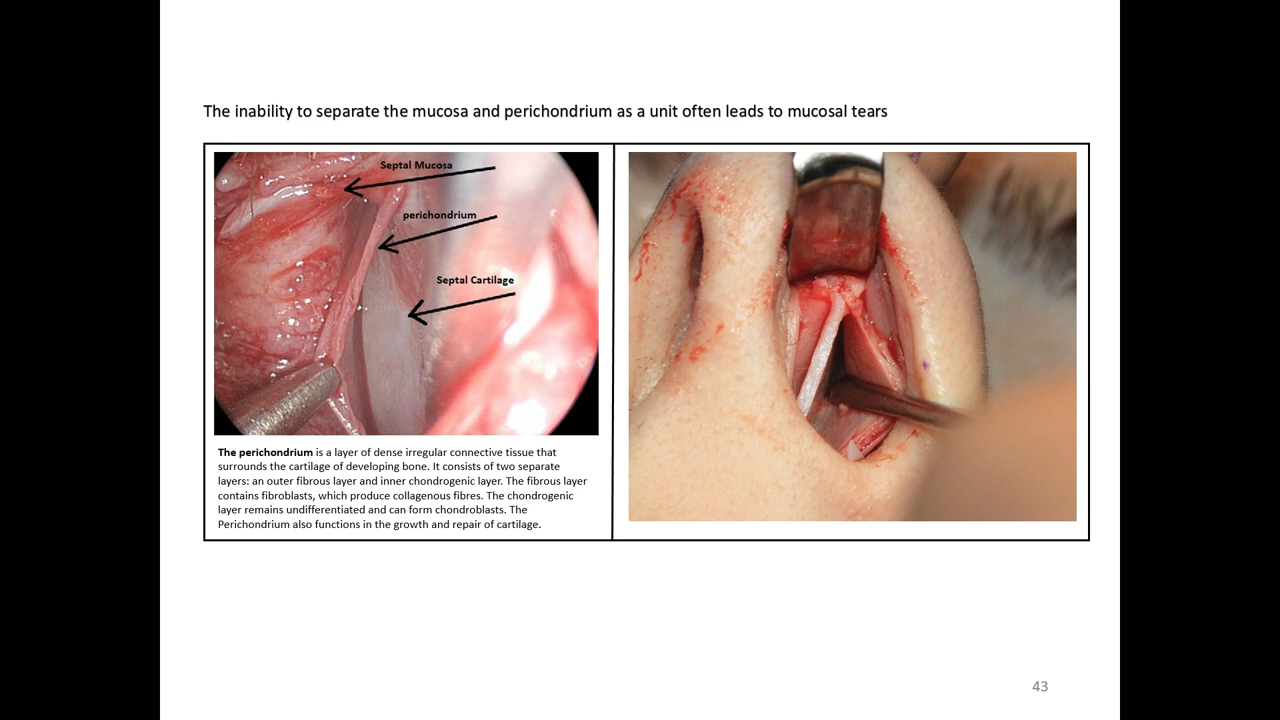 The inability to separate the mucosa and perichondrium as a unit often leads to mucosal tears
Septal Mucosa
perichondrium
Septal Cartilage
The perichondrium is a layer of dense irregular connective tissue that
surrounds the cartilage of developing bone. It consists of two separate
layers: an outer fibrous layer and inner chondrogenic layer. The fibrous layer
contains fibroblasts, which produce collagenous fibres. The chondrogenic
layer remains undifferentiated and can form chondroblasts. The
Perichondrium also functions in the growth and repair of cartilage.
43